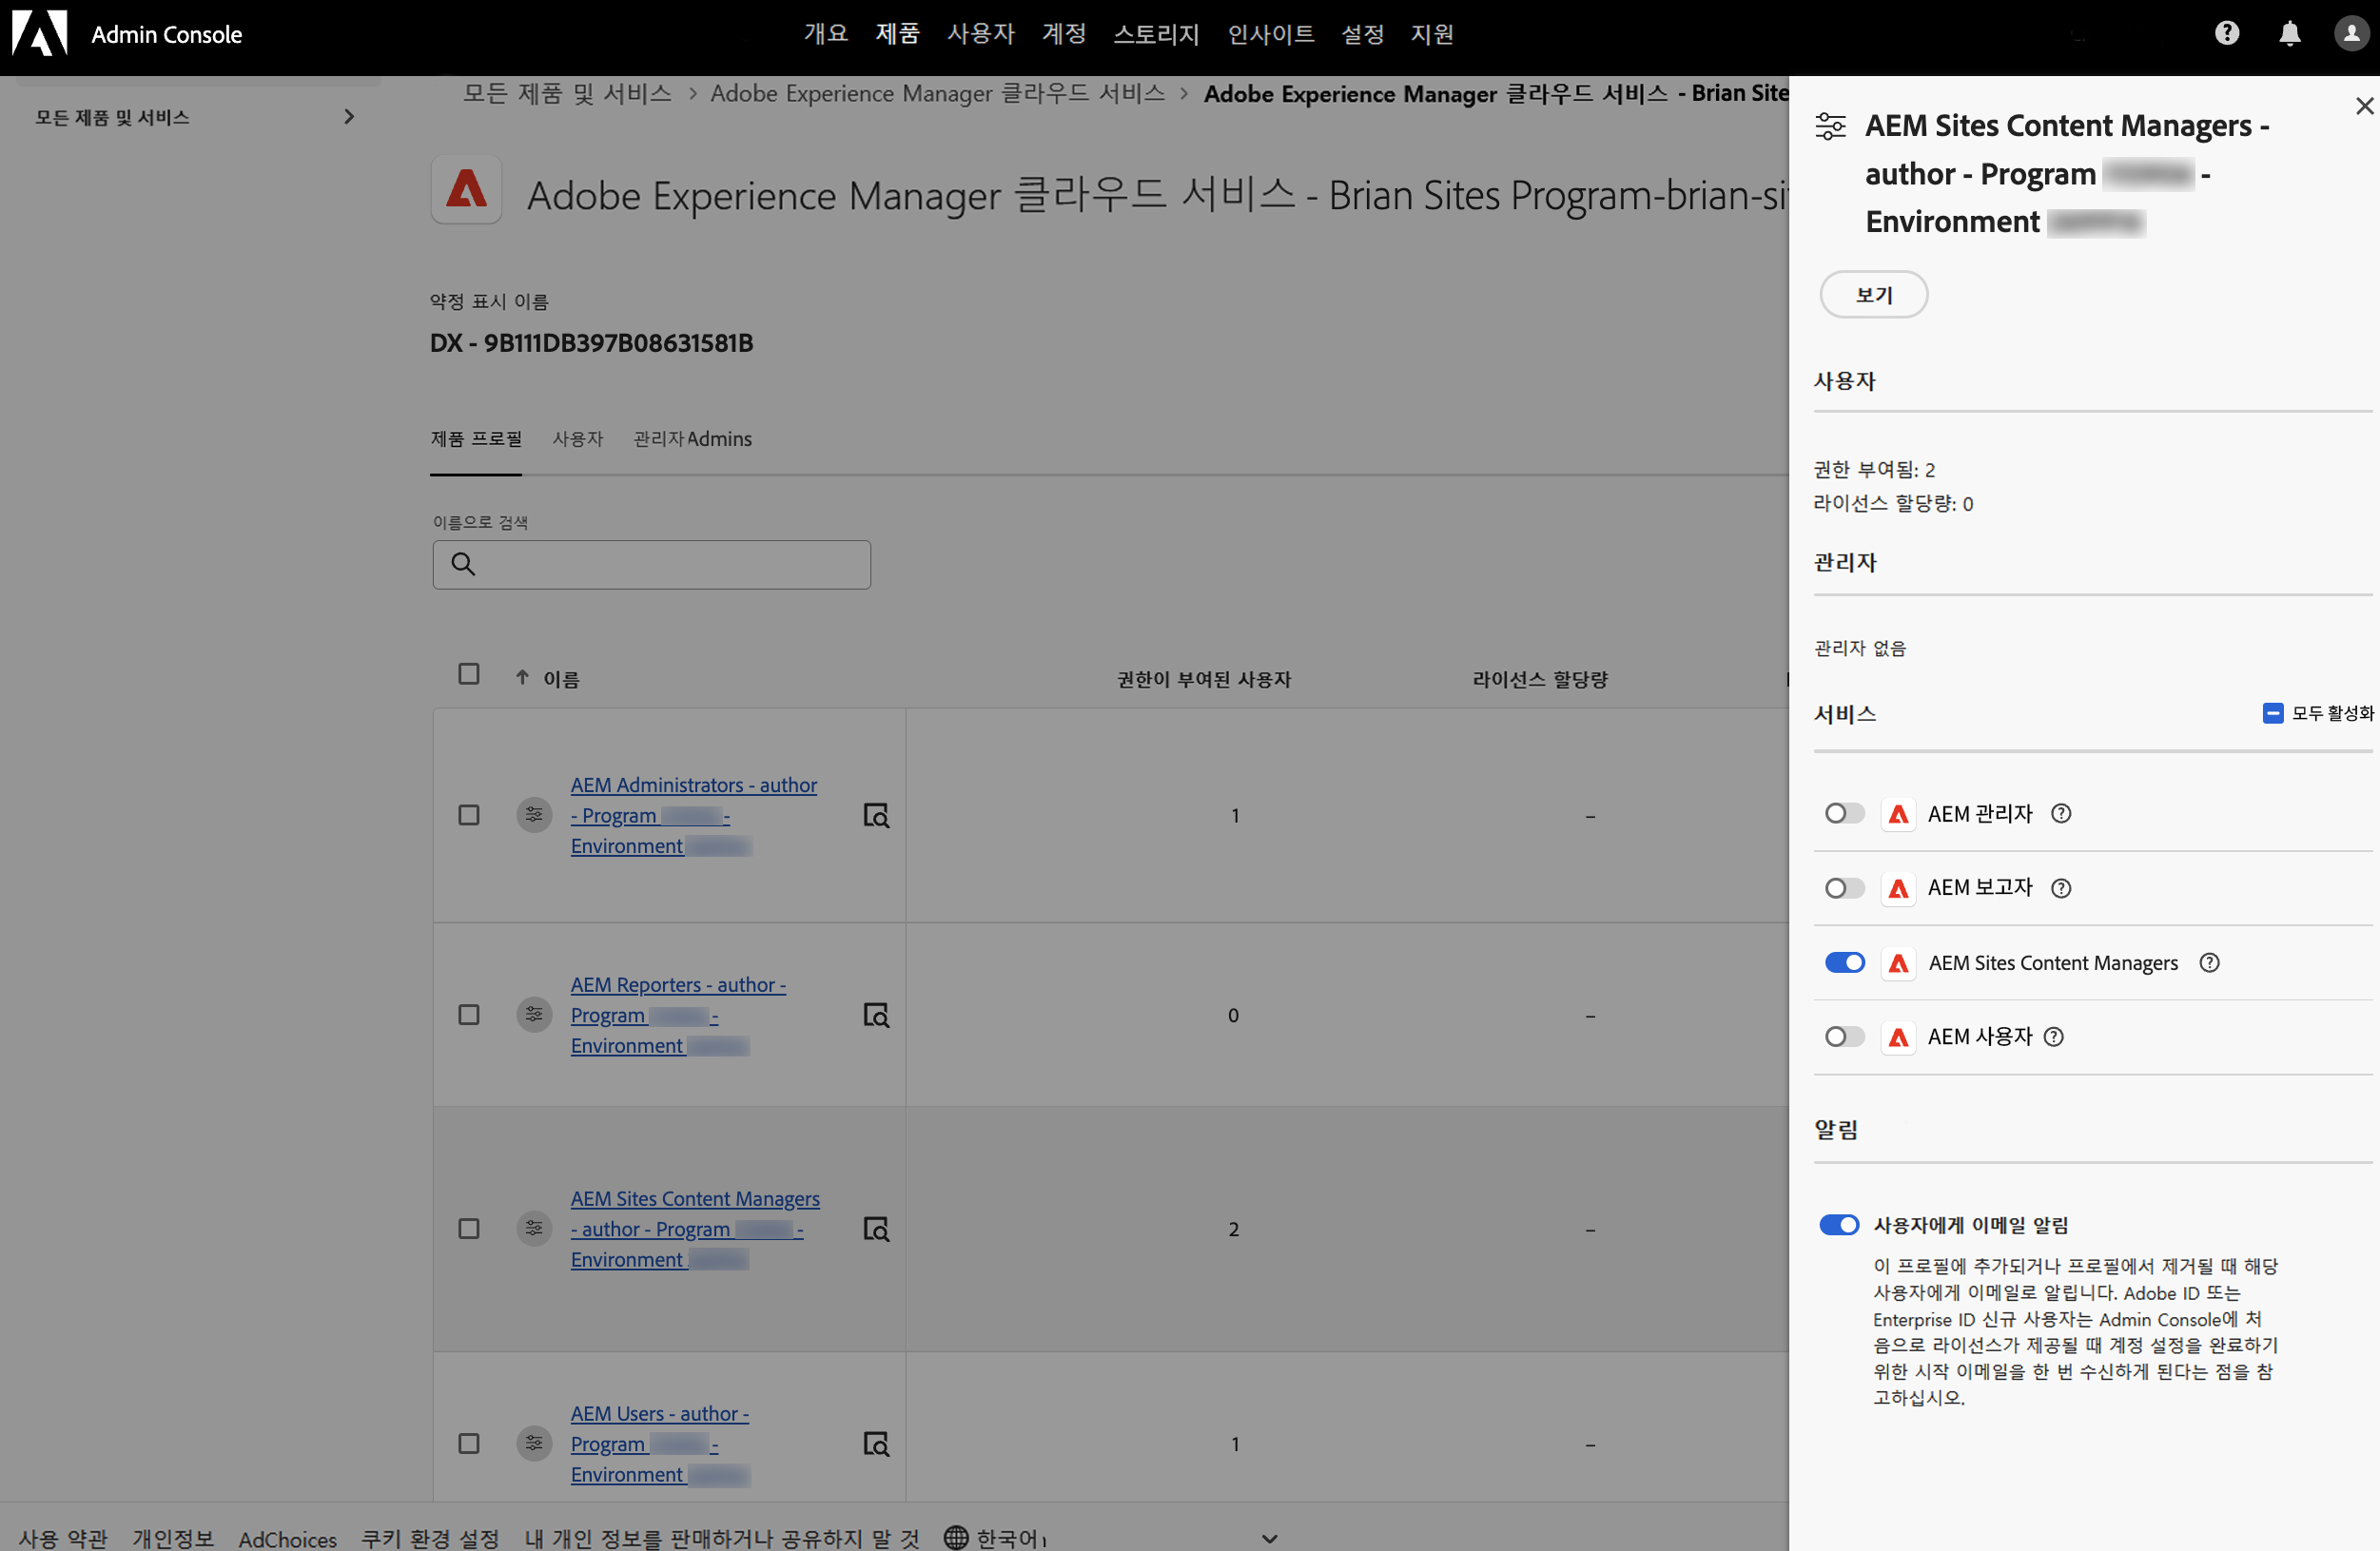 Admin Console
개요 제품 사용자 계정 스토리지 인사이트 설정 지원
모든 제품 및 서비스
모든 제품 및 서비스 > Adobe Experience Manager 클라우드 서비스 > Adobe Experience Manager 클라우드 서비스 - Brian Site
Adobe Experience Manager 클라우드 서비스 - Brian Sites Program-brian-si
약정 표시 이름
DX - 9B111DB397B08631581B
제품 프로필 사용자 관리자 Admins
이름으로 검색
이름 권한이 부여된 사용자 라이선스 할당량
AEM Administrators - author
- Program -
Environment
1 –
AEM Reporters - author -
Program -
Environment
0 –
AEM Sites Content Managers
- author - Program -
Environment
2 –
AEM Users - author -
Program -
Environment
1 –
사용 약관 개인정보 AdChoices 쿠키 환경 설정 내 개인 정보를 판매하거나 공유하지 말 것 한국어
AEM Sites Content Managers -
author - Program -
Environment
보기
사용자
권한 부여됨: 2
라이선스 할당량: 0
관리자
관리자 없음
서비스 모두 활성화
AEM 관리자
AEM 보고자
AEM Sites Content Managers
AEM 사용자
알림
사용자에게 이메일 알림
이 프로필에 추가되거나 프로필에서 제거될 때 해당
사용자에게 이메일로 알립니다. Adobe ID 또는
Enterprise ID 신규 사용자는 Admin Console에 처
음으로 라이선스가 제공될 때 계정 설정을 완료하기
위한 시작 이메일을 한 번 수신하게 된다는 점을 참
고하십시오.